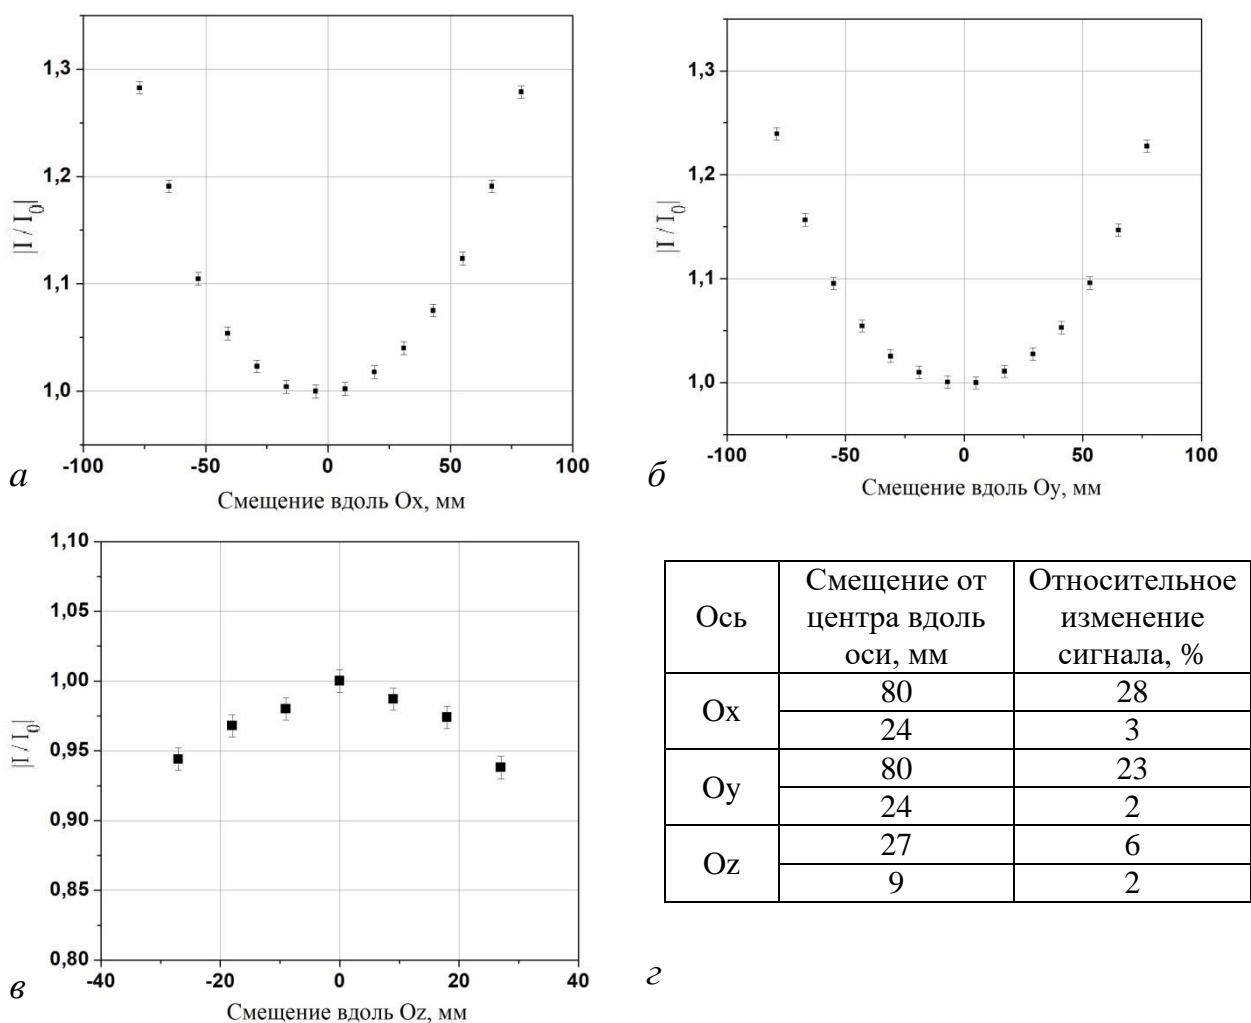 1,3
1,2
1,1
1,0
|I / I₀|
-100 -50 0 50 100
Смещение вдоль Ox, мм
а
1,3
1,2
1,1
1,0
|I / I₀|
-100 -50 0 50 100
Смещение вдоль Oy, мм
б
1,10
1,05
1,00
0,95
0,90
0,85
0,80
|I / I₀|
-40 -20 0 20 40
Смещение вдоль Oz, мм
в
Ось
Смещение от
центра вдоль
оси, мм
Относительное
изменение
сигнала, %
Ox
80 28
24 3
Oy
80 23
24 2
Oz
27 6
9 2
г